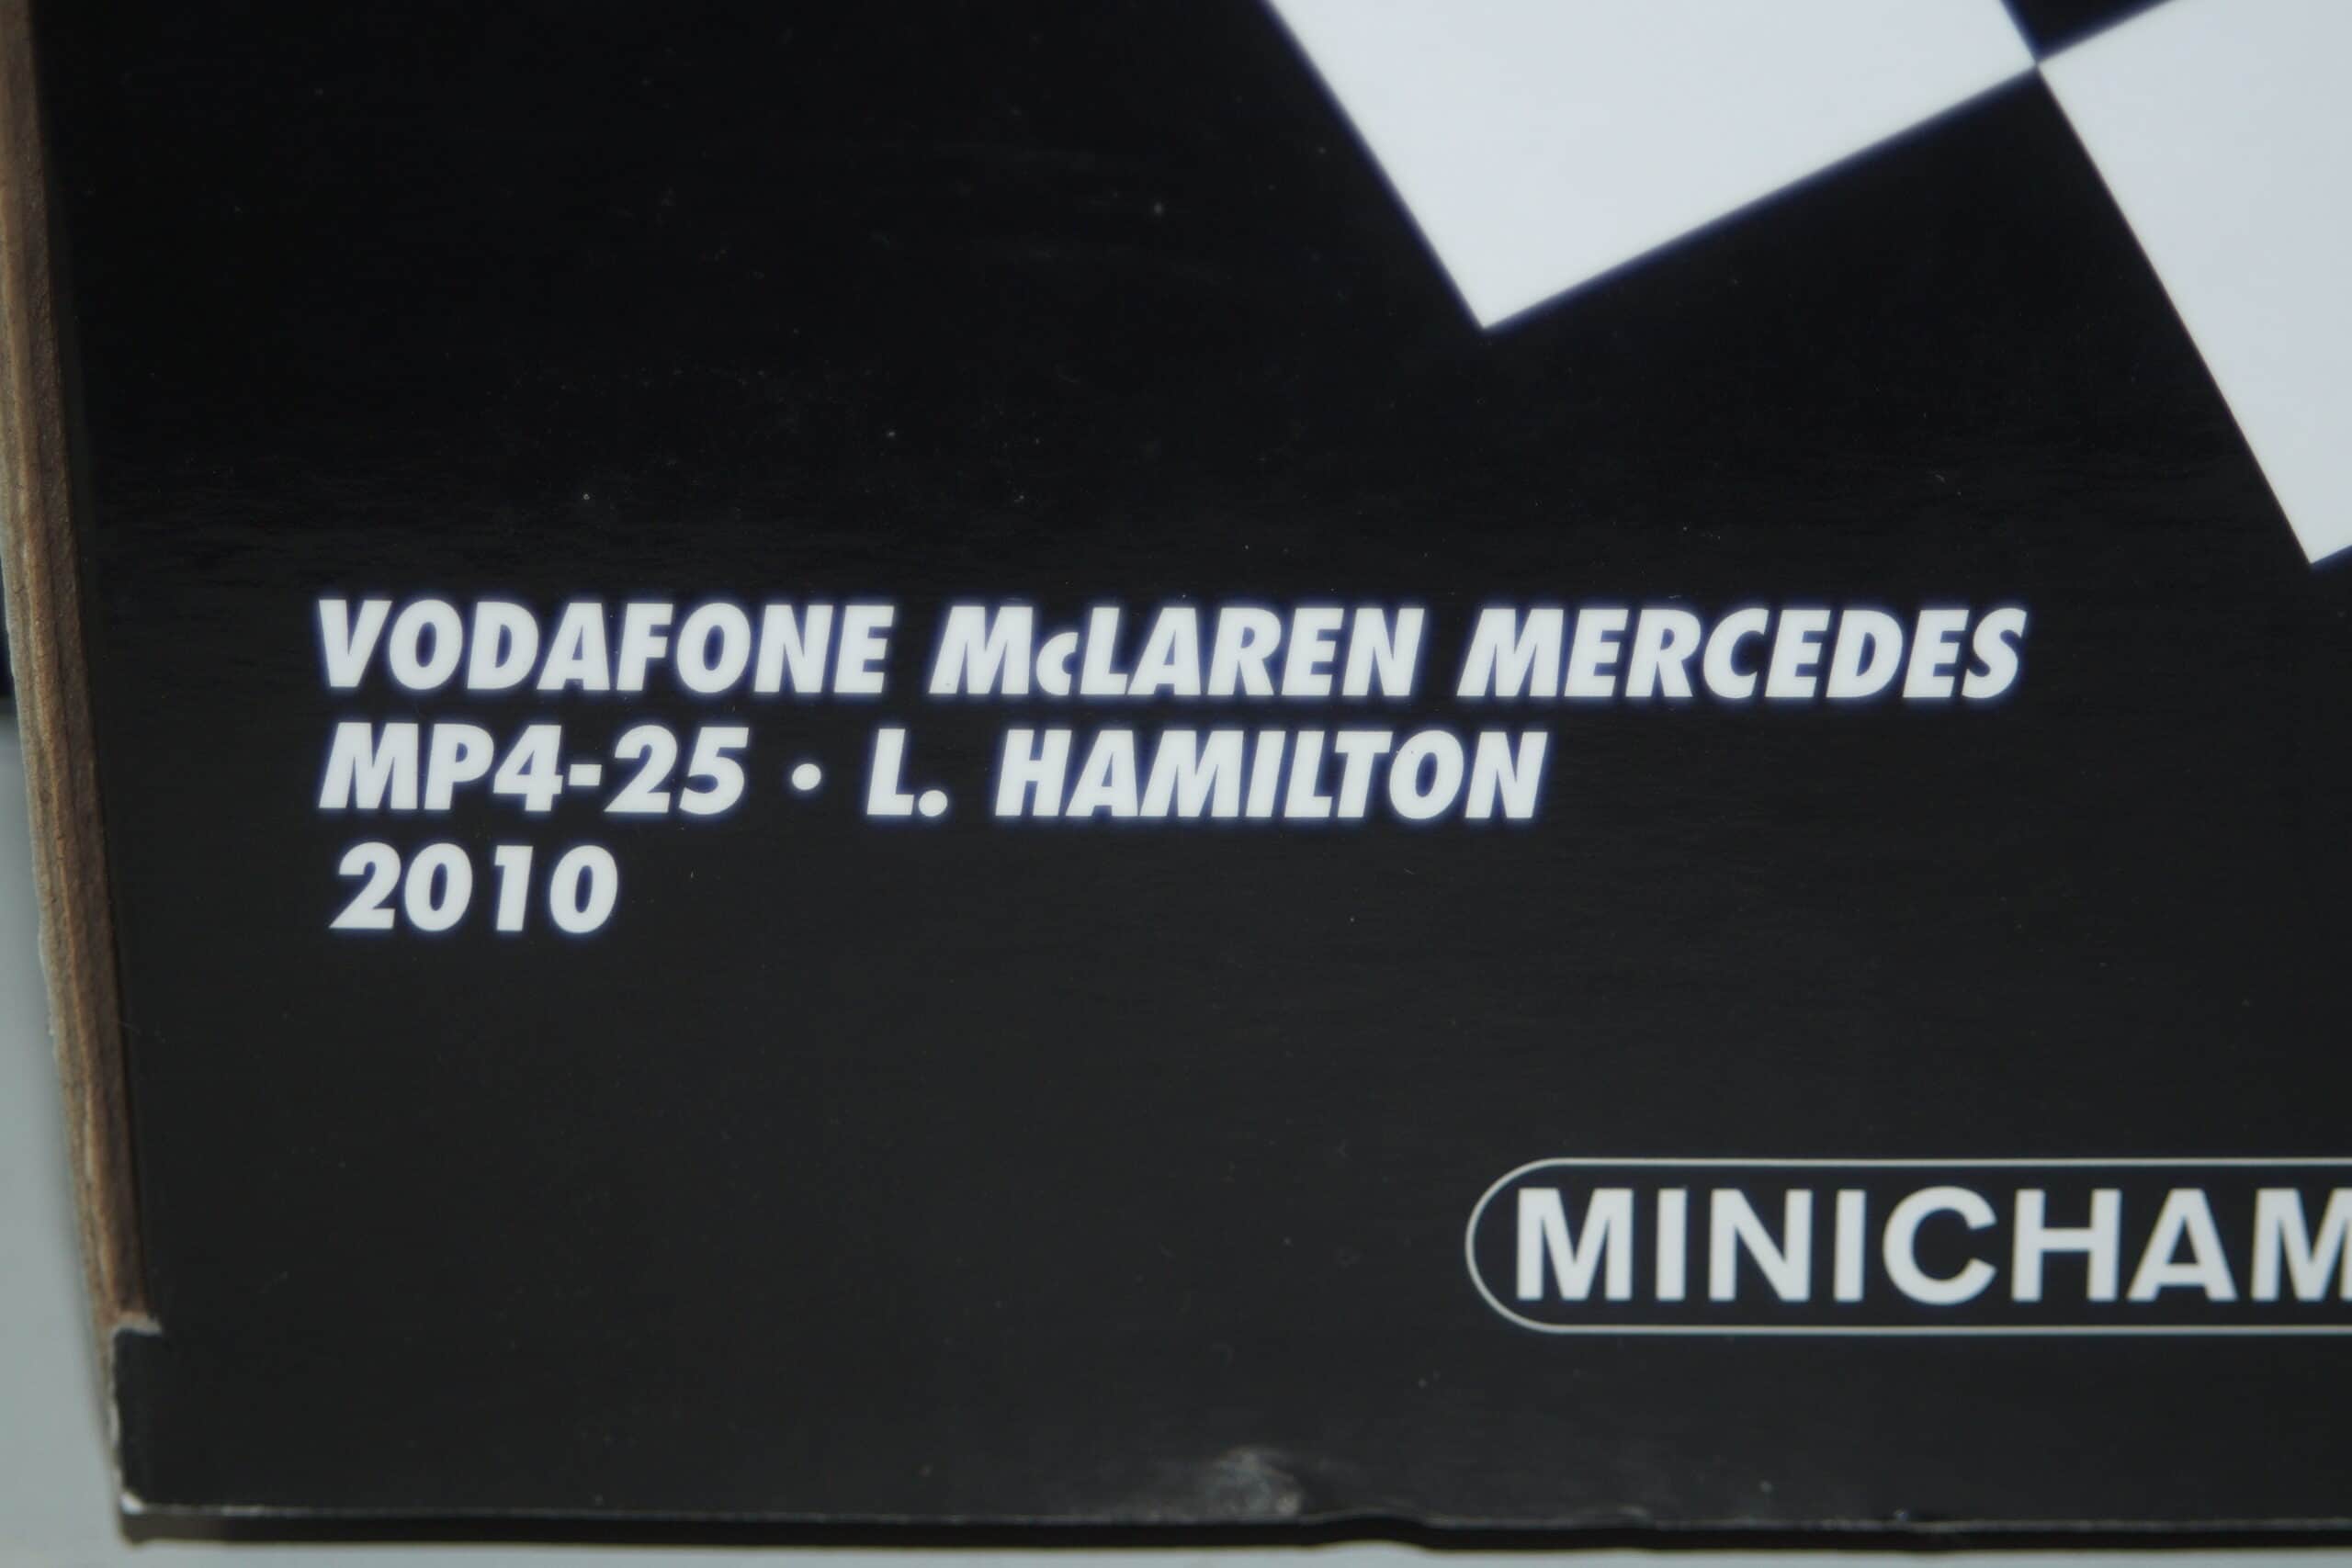 VODAFONE McLAREN MERCEDES
MP4-25 • L. HAMILTON
2010
MINICHAM